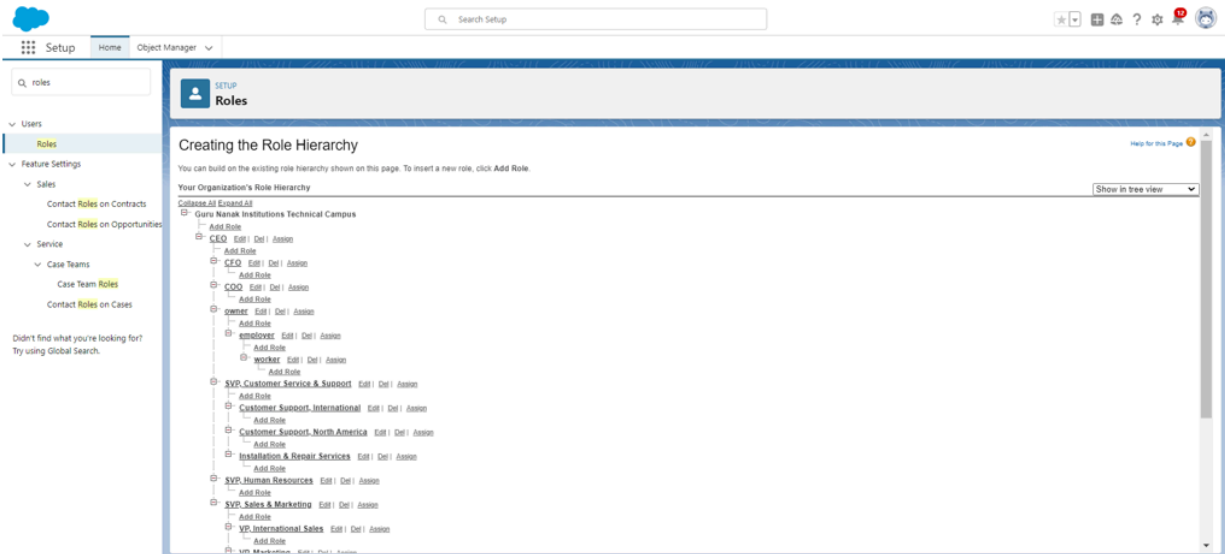 Search Setup
12
Setup Home Object Manager
roles
Users
Roles
Feature Settings
Sales
Contact Roles on Contracts
Contact Roles on Opportunities
Service
Case Teams
Case Team Roles
Contact Roles on Cases
Didn't find what you're looking for?
Try using Global Search.
SETUP
Roles
Creating the Role Hierarchy
Help for this Page
You can build on the existing role hierarchy shown on this page. To insert a new role, click Add Role.
Your Organization's Role Hierarchy
Show in tree view
Collapse All Expand All
Guru Nanak Institutions Technical Campus
Add Role
CEO Edit | Del | Assign
Add Role
CFO Edit | Del | Assign
Add Role
COO Edit | Del | Assign
Add Role
owner Edit | Del | Assign
Add Role
employer Edit | Del | Assign
Add Role
worker Edit | Del | Assign
Add Role
SVP, Customer Service & Support Edit | Del | Assign
Add Role
Customer Support, International Edit | Del | Assign
Add Role
Customer Support, North America Edit | Del | Assign
Add Role
Installation & Repair Services Edit | Del | Assign
Add Role
SVP, Human Resources Edit | Del | Assign
Add Role
SVP, Sales & Marketing Edit | Del | Assign
Add Role
VP, International Sales Edit | Del | Assign
Add Role
VP, Marketing Edit | Del | Assign